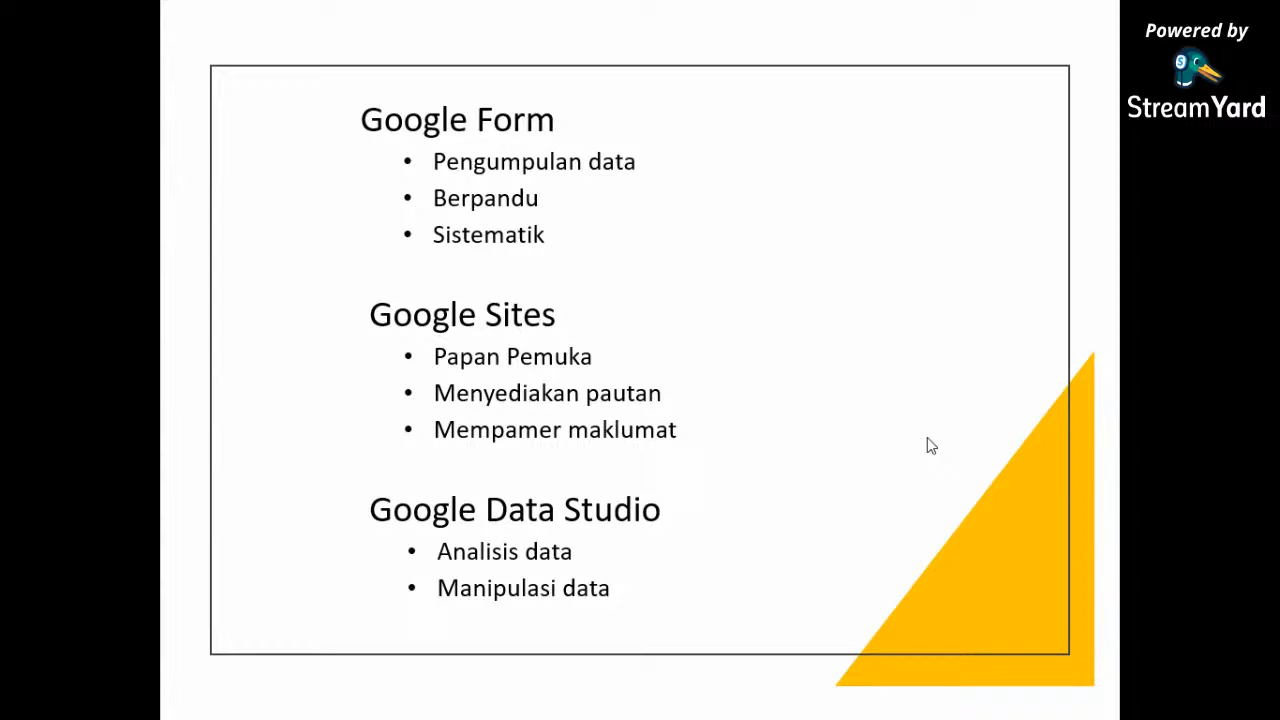 Powered by
StreamYard
Google Form
• Pengumpulan data
• Berpandu
• Sistematik
Google Sites
• Papan Pemuka
• Menyediakan pautan
• Mempamer maklumat
Google Data Studio
• Analisis data
• Manipulasi data